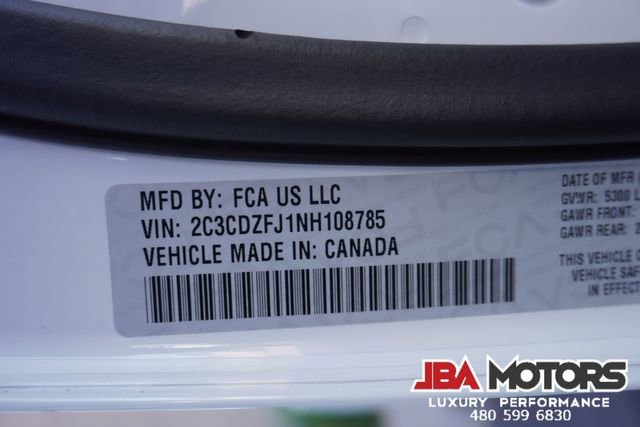 MFD BY: FCA US LLC
VIN: 2C3CDZFJ1NH108785
VEHICLE MADE IN: CANADA
DATE OF MFR
GVWR: 5300
GAWR FRONT:
GAWR REAR: 2
THIS VEHICLE
VEHICLE SAF
IN EFFECT
JBA MOTORS
LUXURY PERFORMANCE
480 599 6830